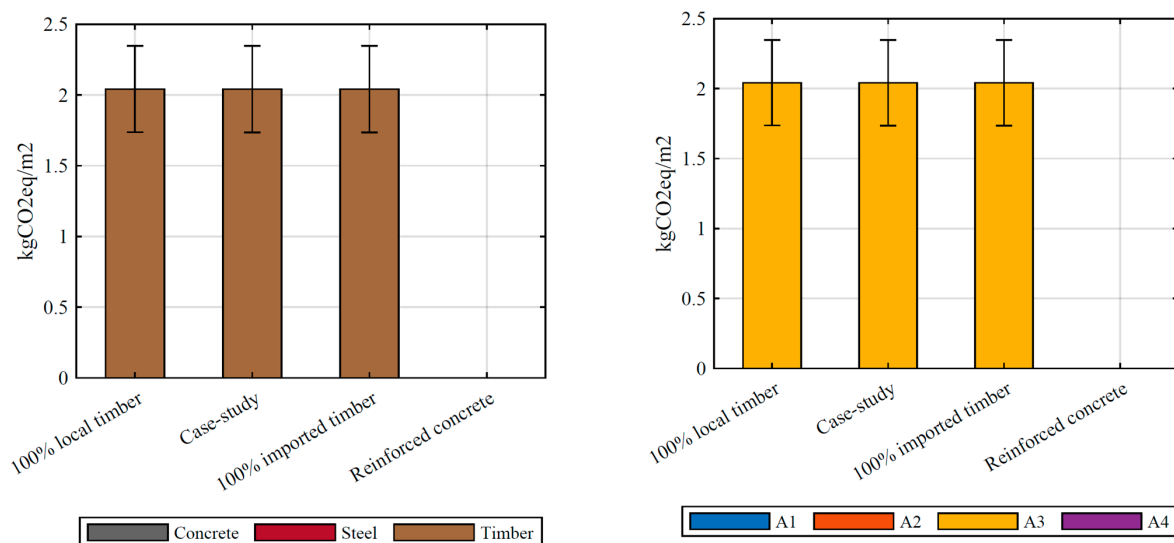 2.5
2
1.5
1
0.5
0
kgCO2eq/m2
100% local timber
Case-study
100% imported timber
Reinforced concrete
Concrete Steel Timber
2.5
2
1.5
1
0.5
0
kgCO2eq/m2
100% local timber
Case-study
100% imported timber
Reinforced concrete
A1 A2 A3 A4